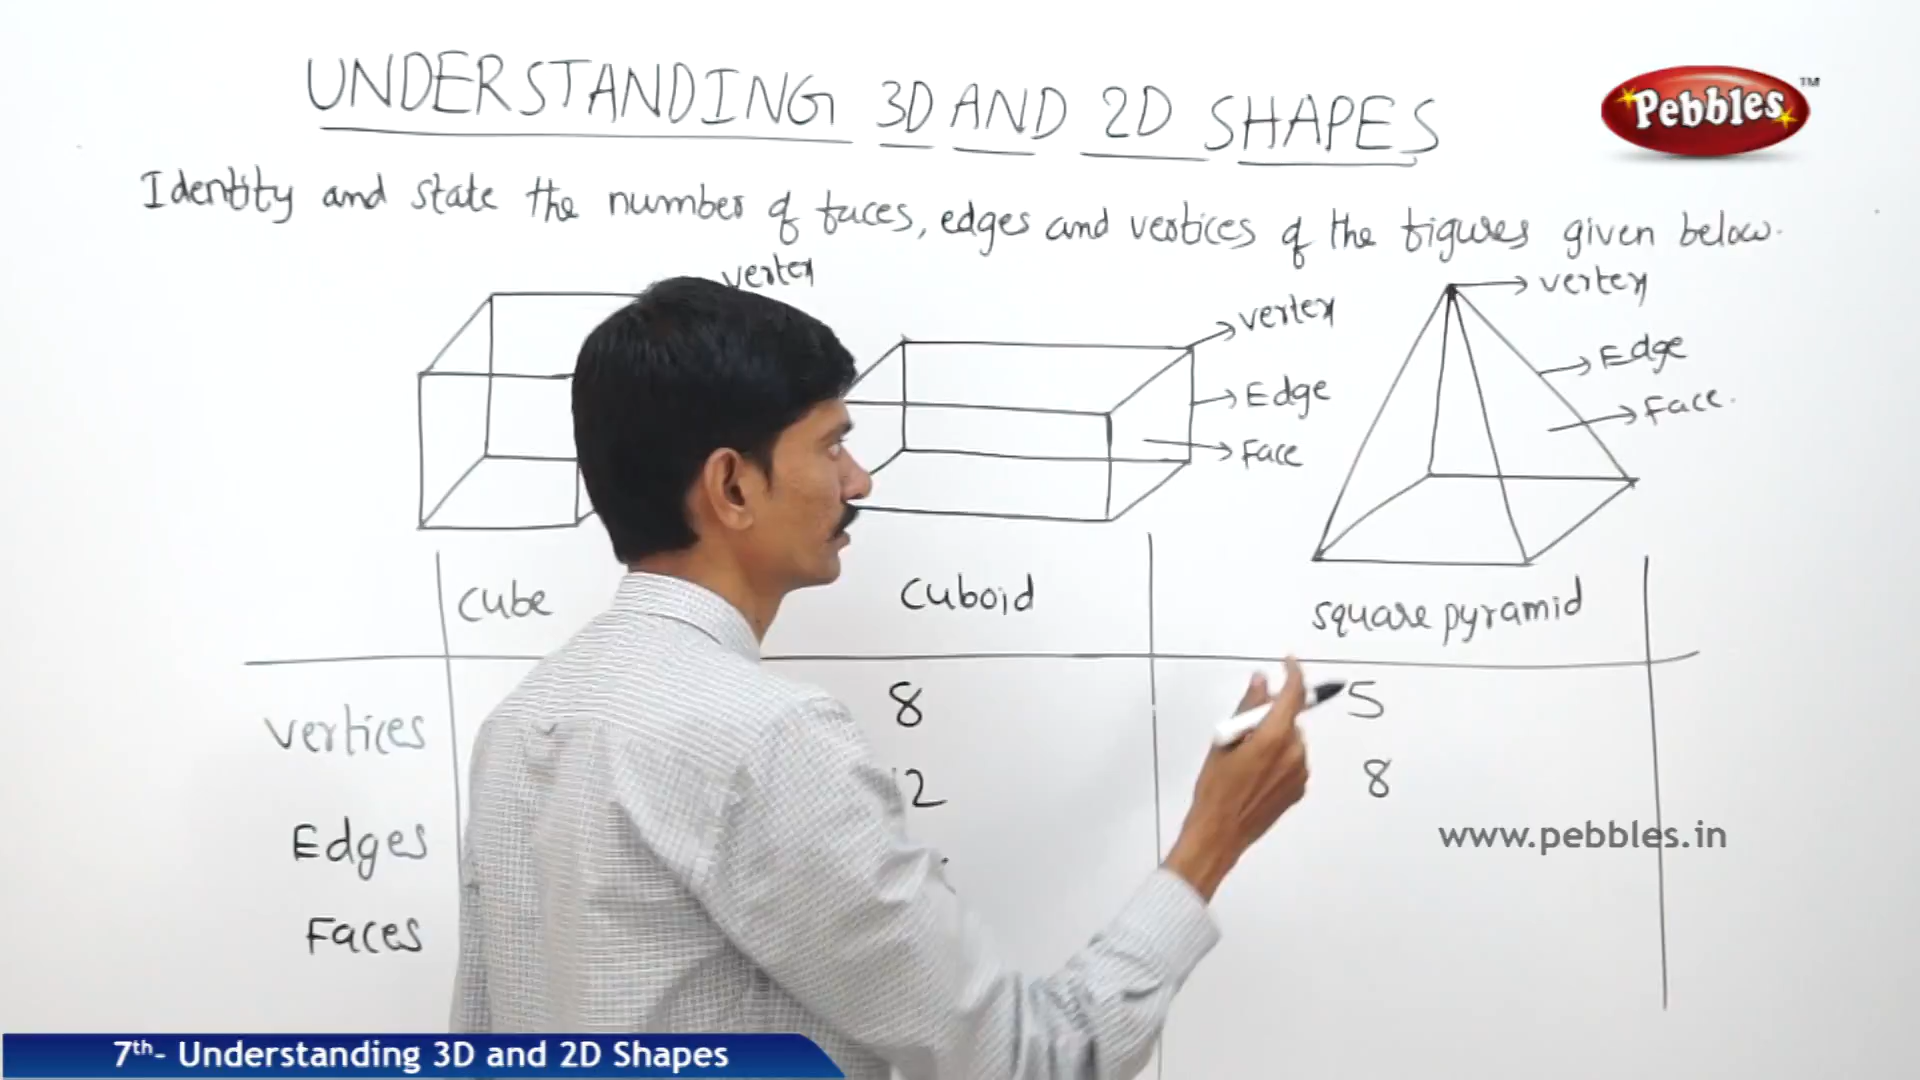 UNDERSTANDING 3D AND 2D SHAPES
Pebbles™
Identity and state the number of faces, edges and vertices of the figures given below.
vertex
vertex
Edge
Face
vertex
Edge
Face.
cube
cuboid
square pyramid
vertices
8
5
2
8
Edges
www.pebbles.in
Faces
7th- Understanding 3D and 2D Shapes